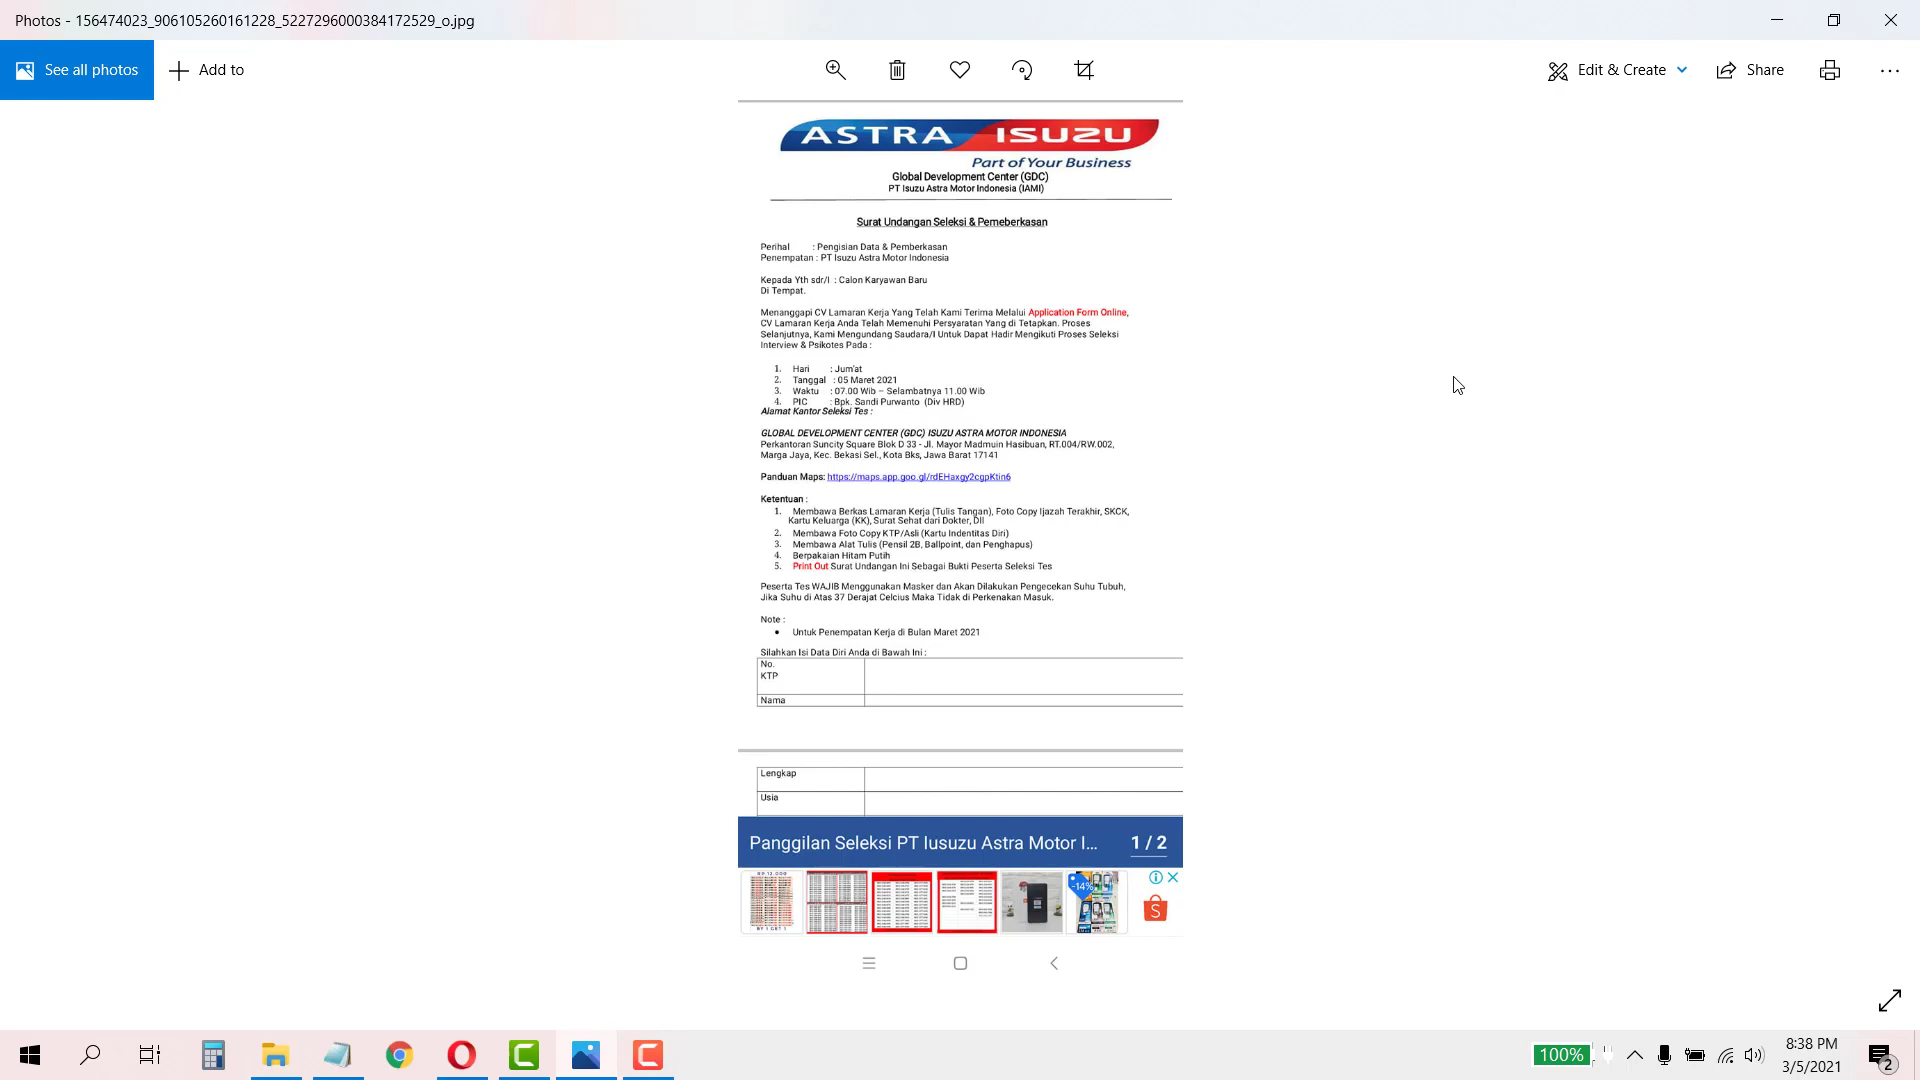 Photos - 156474023_906105260161228_5227296000384172529_o.jpg
See all photos
Add to
Edit & Create
Share
ASTRA ISUZU
Part of Your Business
Global Development Center (GDC)
PT Isuzu Astra Motor Indonesia (IAMI)
Surat Undangan Seleksi & Pemeberkasan
Perihal : Pengisian Data & Pemberkasan
Penempatan : PT Isuzu Astra Motor Indonesia
Kepada Yth sdr/I : Calon Karyawan Baru
Di Tempat.
Menanggapi CV Lamaran Kerja Yang Telah Kami Terima Melalui Application Form Online,
CV Lamaran Kerja Anda Telah Memenuhi Persyaratan Yang di Tetapkan. Proses
Selanjutnya, Kami Mengundang Saudara/I Untuk Dapat Hadir Mengikuti Proses Seleksi
Interview & Psikotes Pada :
1. Hari : Jum'at
2. Tanggal : 05 Maret 2021
3. Waktu : 07.00 Wib – Selambatnya 11.00 Wib
4. PIC : Bpk. Sandi Purwanto (Div HRD)
Alamat Kantor Seleksi Tes :
GLOBAL DEVELOPMENT CENTER (GDC) ISUZU ASTRA MOTOR INDONESIA
Perkantoran Suncity Square Blok D 33 - Jl. Mayor Madmuin Hasibuan, RT.004/RW.002,
Marga Jaya, Kec. Bekasi Sel., Kota Bks, Jawa Barat 17141
Panduan Maps: https://maps.app.goo.gl/rdEHaxgy2cgpKtin6
Ketentuan :
1. Membawa Berkas Lamaran Kerja (Tulis Tangan), Foto Copy Ijazah Terakhir, SKCK,
Kartu Keluarga (KK), Surat Sehat dari Dokter, Dll
2. Membawa Foto Copy KTP/Asli (Kartu Indentitas Diri)
3. Membawa Alat Tulis (Pensil 2B, Ballpoint, dan Penghapus)
4. Berpakaian Hitam Putih
5. Print Out Surat Undangan Ini Sebagai Bukti Peserta Seleksi Tes
Peserta Tes WAJIB Menggunakan Masker dan Akan Dilakukan Pengecekan Suhu Tubuh,
Jika Suhu di Atas 37 Derajat Celcius Maka Tidak di Perkenakan Masuk.
Note :
• Untuk Penempatan Kerja di Bulan Maret 2021
Silahkan Isi Data Diri Anda di Bawah Ini :
No.
KTP
Nama
Lengkap
Usia
Panggilan Seleksi PT Iusuzu Astra Motor I... 1 / 2
-14%
BY 1 GET 1
100%
8:38 PM
3/5/2021
2